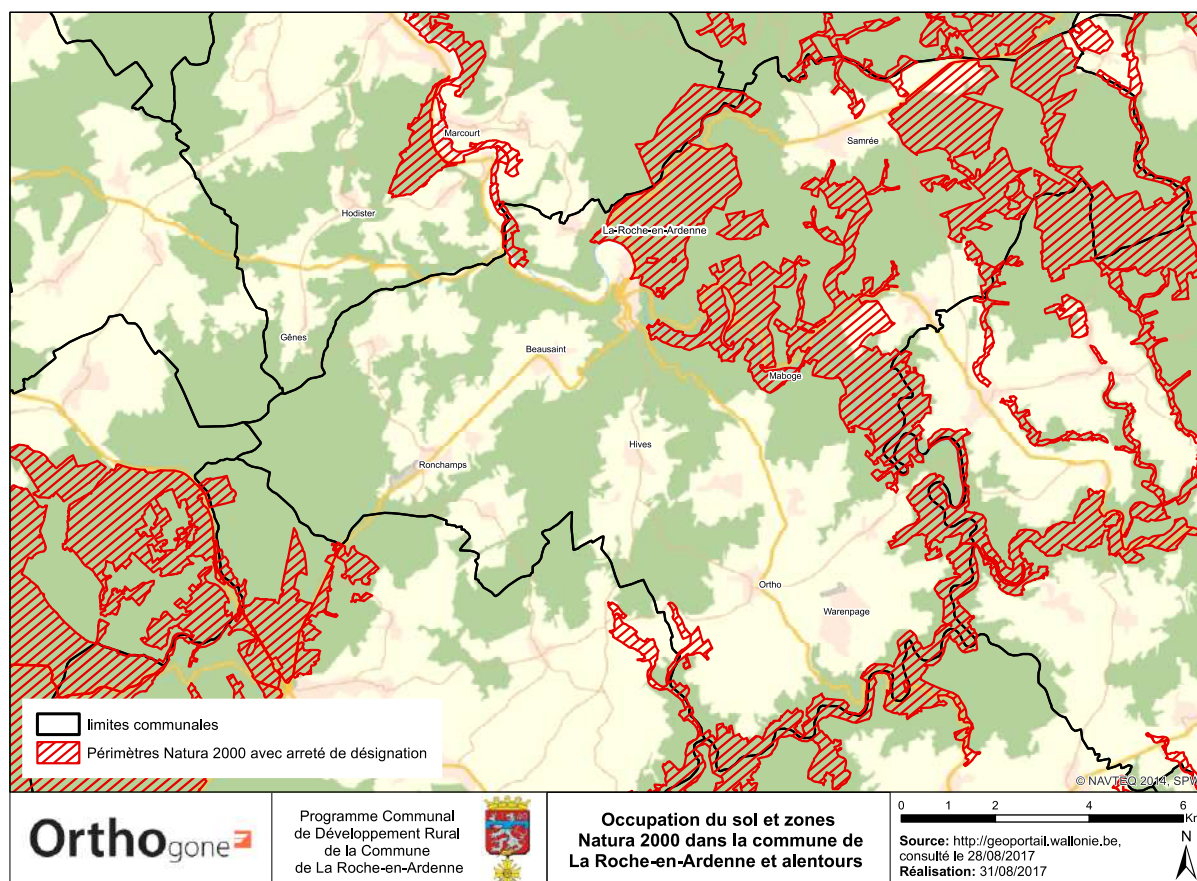 Marcourt
Samrée
Hodister
La Roche-en-Ardenne
Gênes
Beausaint
Maboge
Hives
Ronchamps
Ortho
Warenpage
limites communales
Périmètres Natura 2000 avec arreté de désignation
© NAVTEQ 2014, SPW
Orthogone
Programme Communal
de Développement Rural
de la Commune
de La Roche-en-Ardenne
Occupation du sol et zones
Natura 2000 dans la commune de
La Roche-en-Ardenne et alentours
0 1 2 4 6
Km
Source: http://geoportail.wallonie.be,
consulté le 28/08/2017
Réalisation: 31/08/2017
N